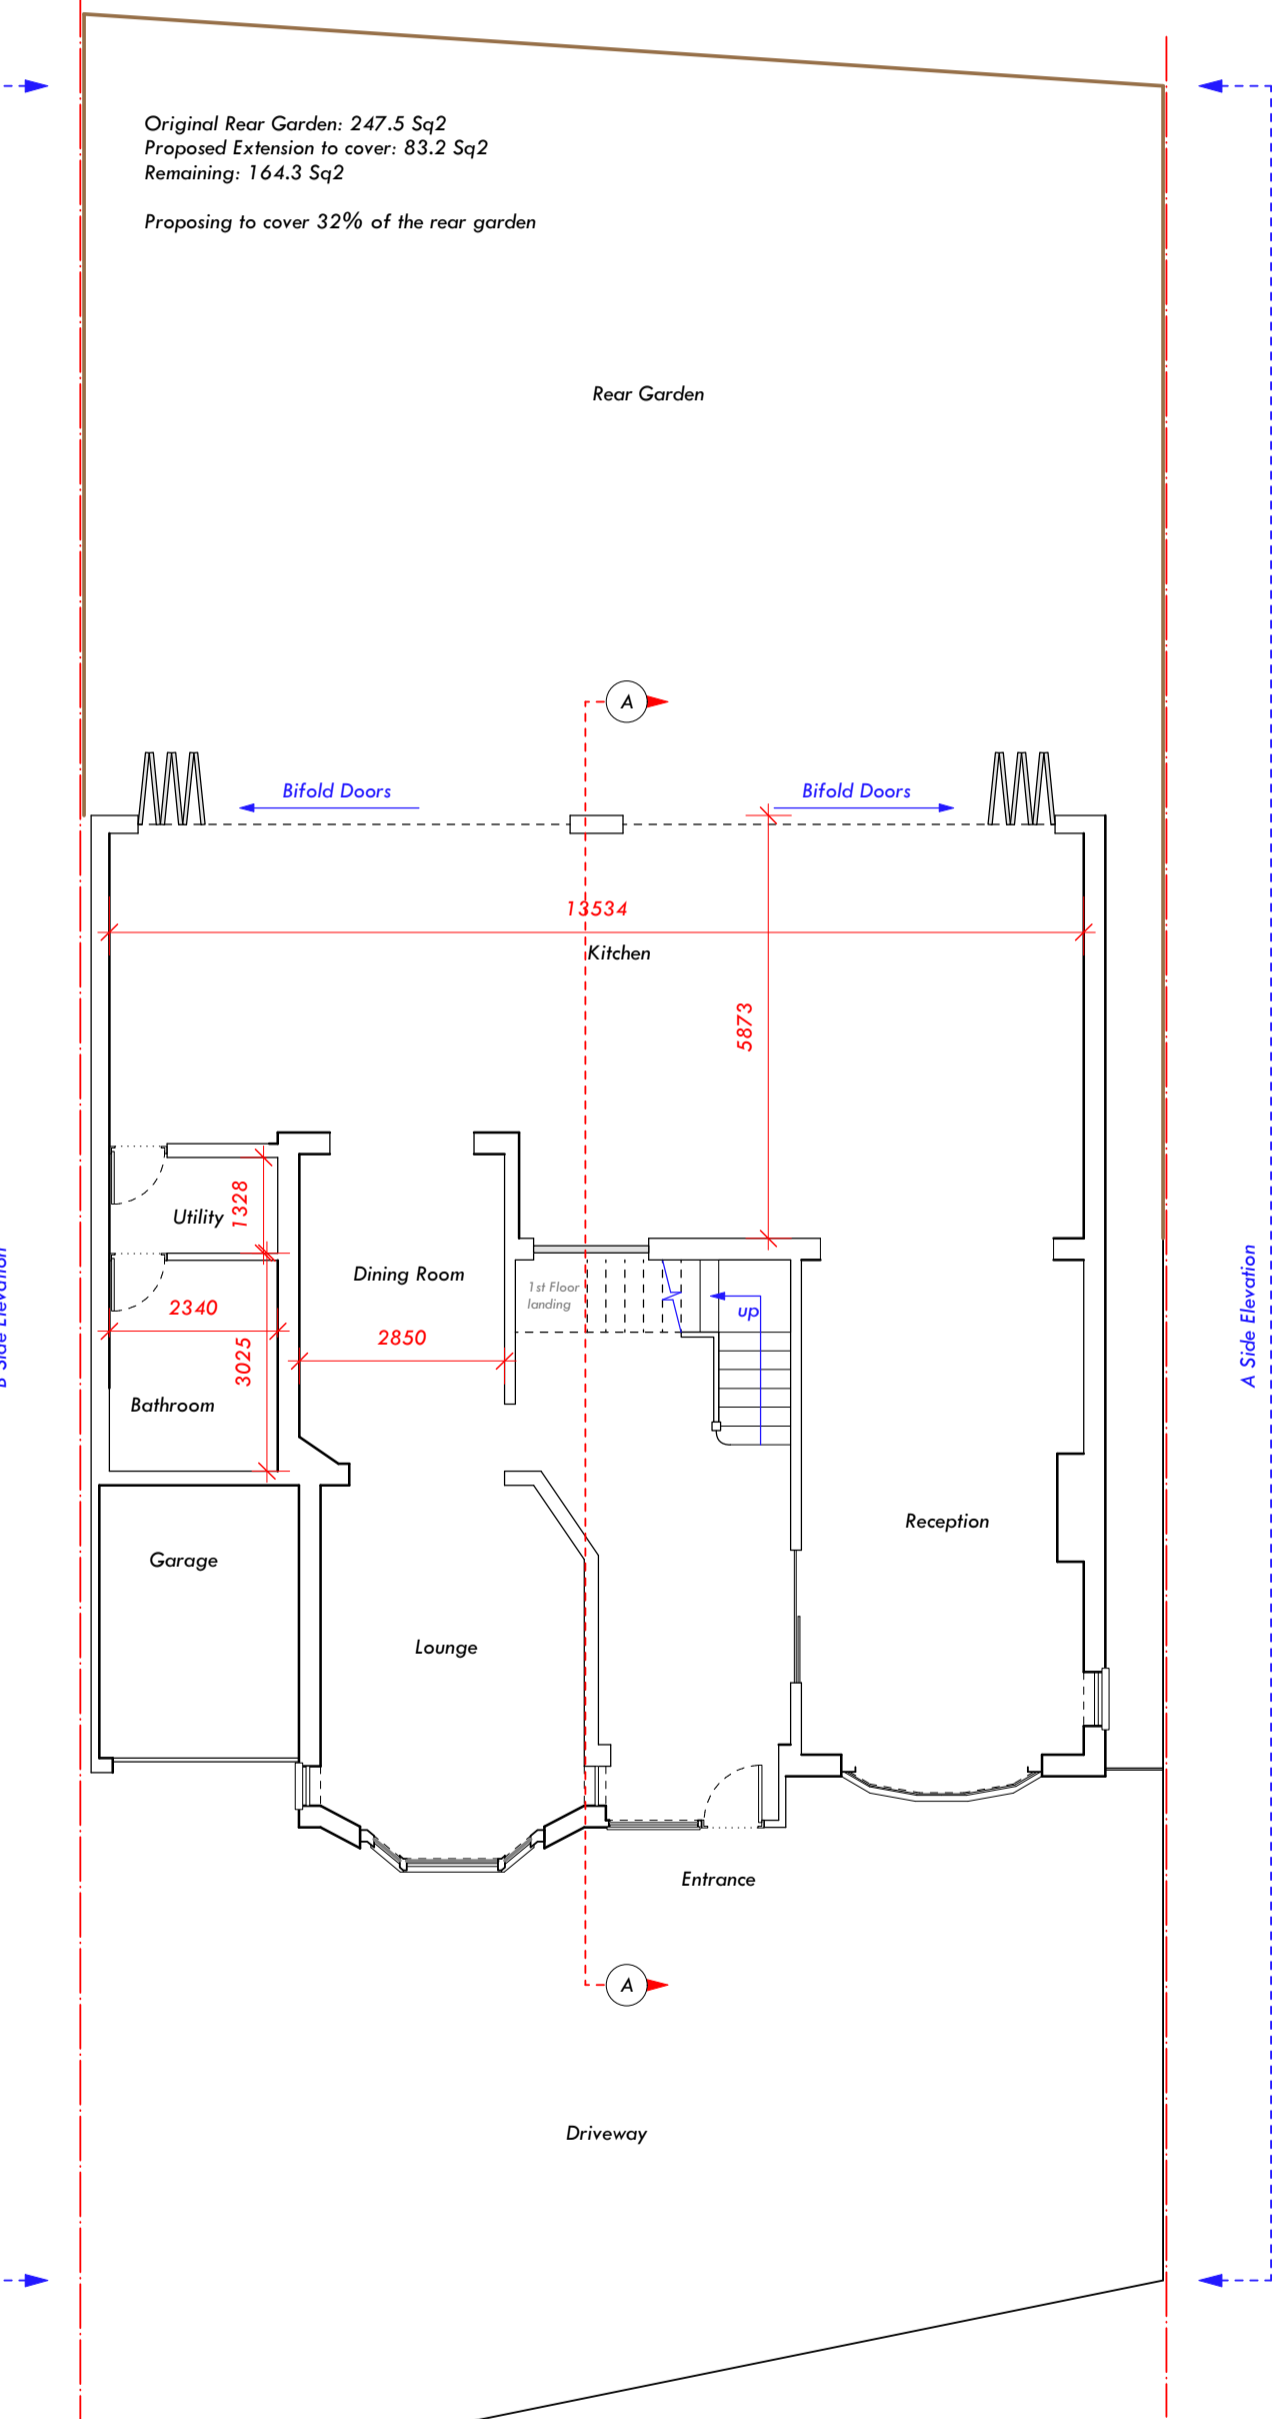 Original Rear Garden: 247.5 Sq2
Proposed Extension to cover: 83.2 Sq2
Remaining: 164.3 Sq2
Proposing to cover 32% of the rear garden
Rear Garden
A
Bifold Doors
Bifold Doors
13534
Kitchen
5873
Utility
1328
Dining Room
1st Floor
landing
up
2340
2850
3025
Bathroom
B Side Elevation
A Side Elevation
Reception
Garage
Lounge
Entrance
A
Driveway